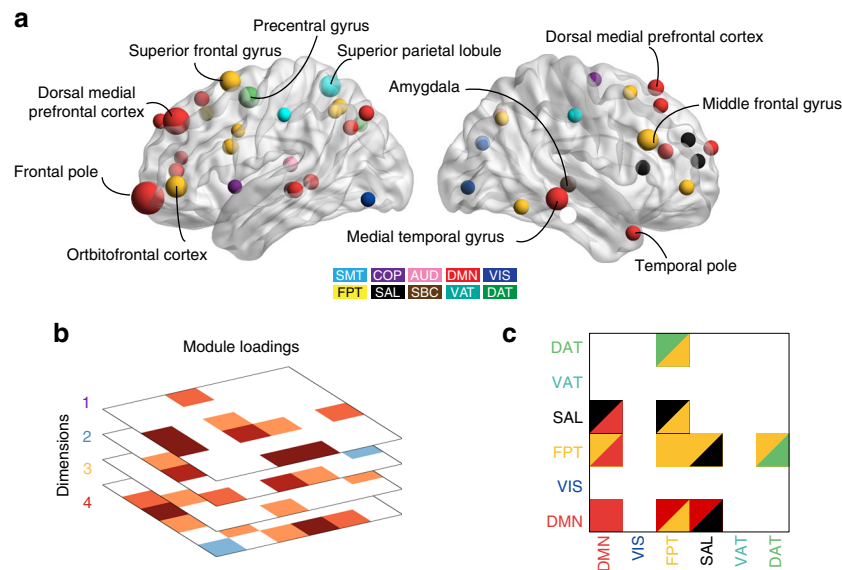 a
Precentral gyrus
Superior frontal gyrus
Superior parietal lobule
Dorsal medial prefrontal cortex
Dorsal medial
prefrontal cortex
Amygdala
Middle frontal gyrus
Frontal pole
Ortbitofrontal cortex
Medial temporal gyrus
Temporal pole
SMT COP AUD DMN VIS
FPT SAL SBC VAT DAT
b
Module loadings
Dimensions
1
2
3
4
c
DAT
VAT
SAL
FPT
VIS
DMN
DMN VIS FPT SAL VAT DAT